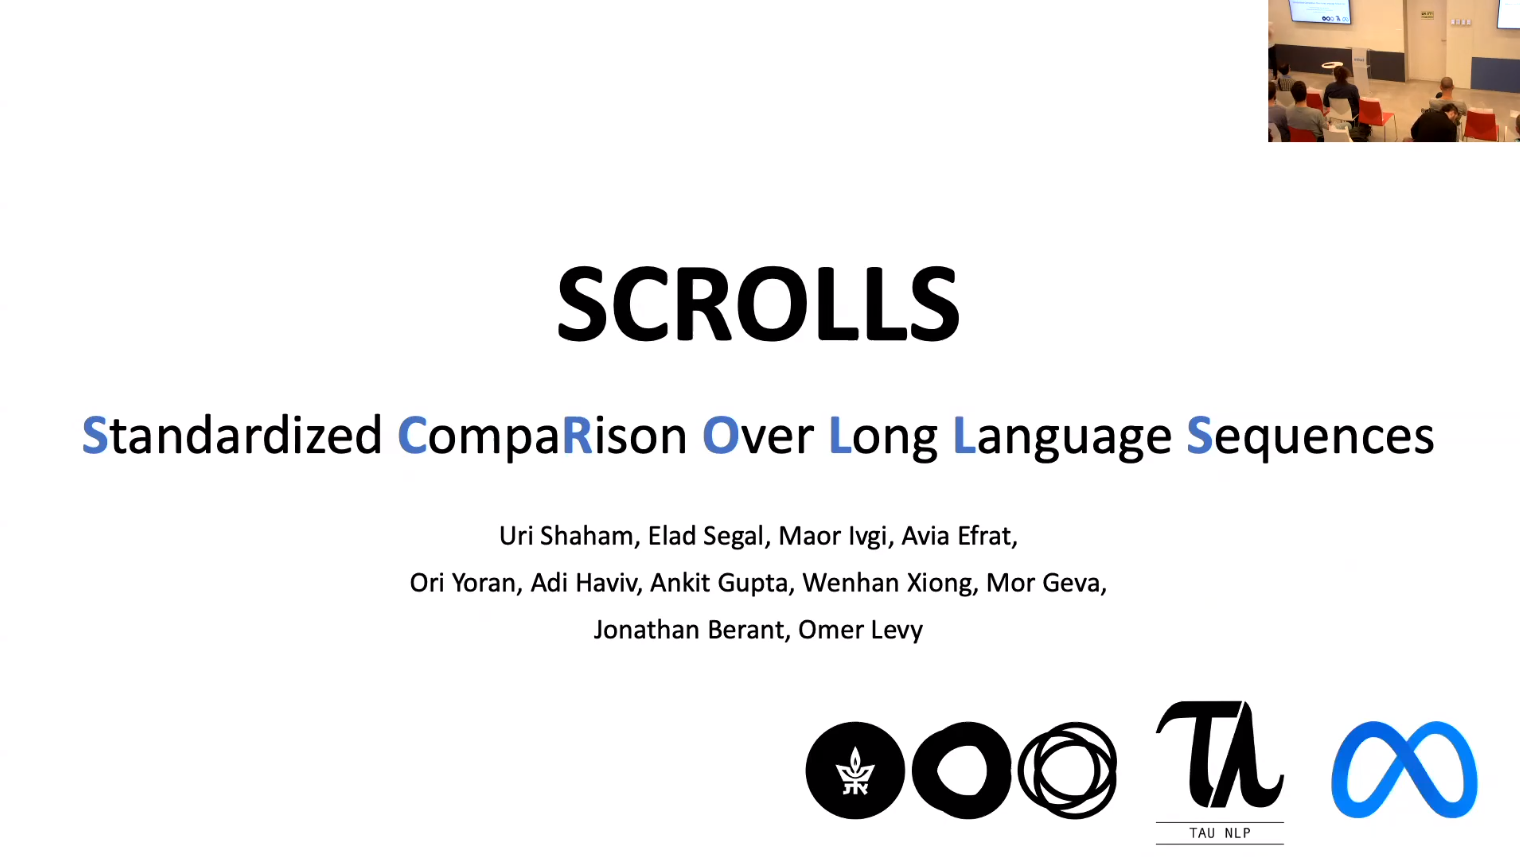 SCROLLS
Standardized CompaRison Over Long Language Sequences
Uri Shaham, Elad Segal, Maor Ivgi, Avia Efrat,
Ori Yoran, Adi Haviv, Ankit Gupta, Wenhan Xiong, Mor Geva,
Jonathan Berant, Omer Levy
TAU NLP